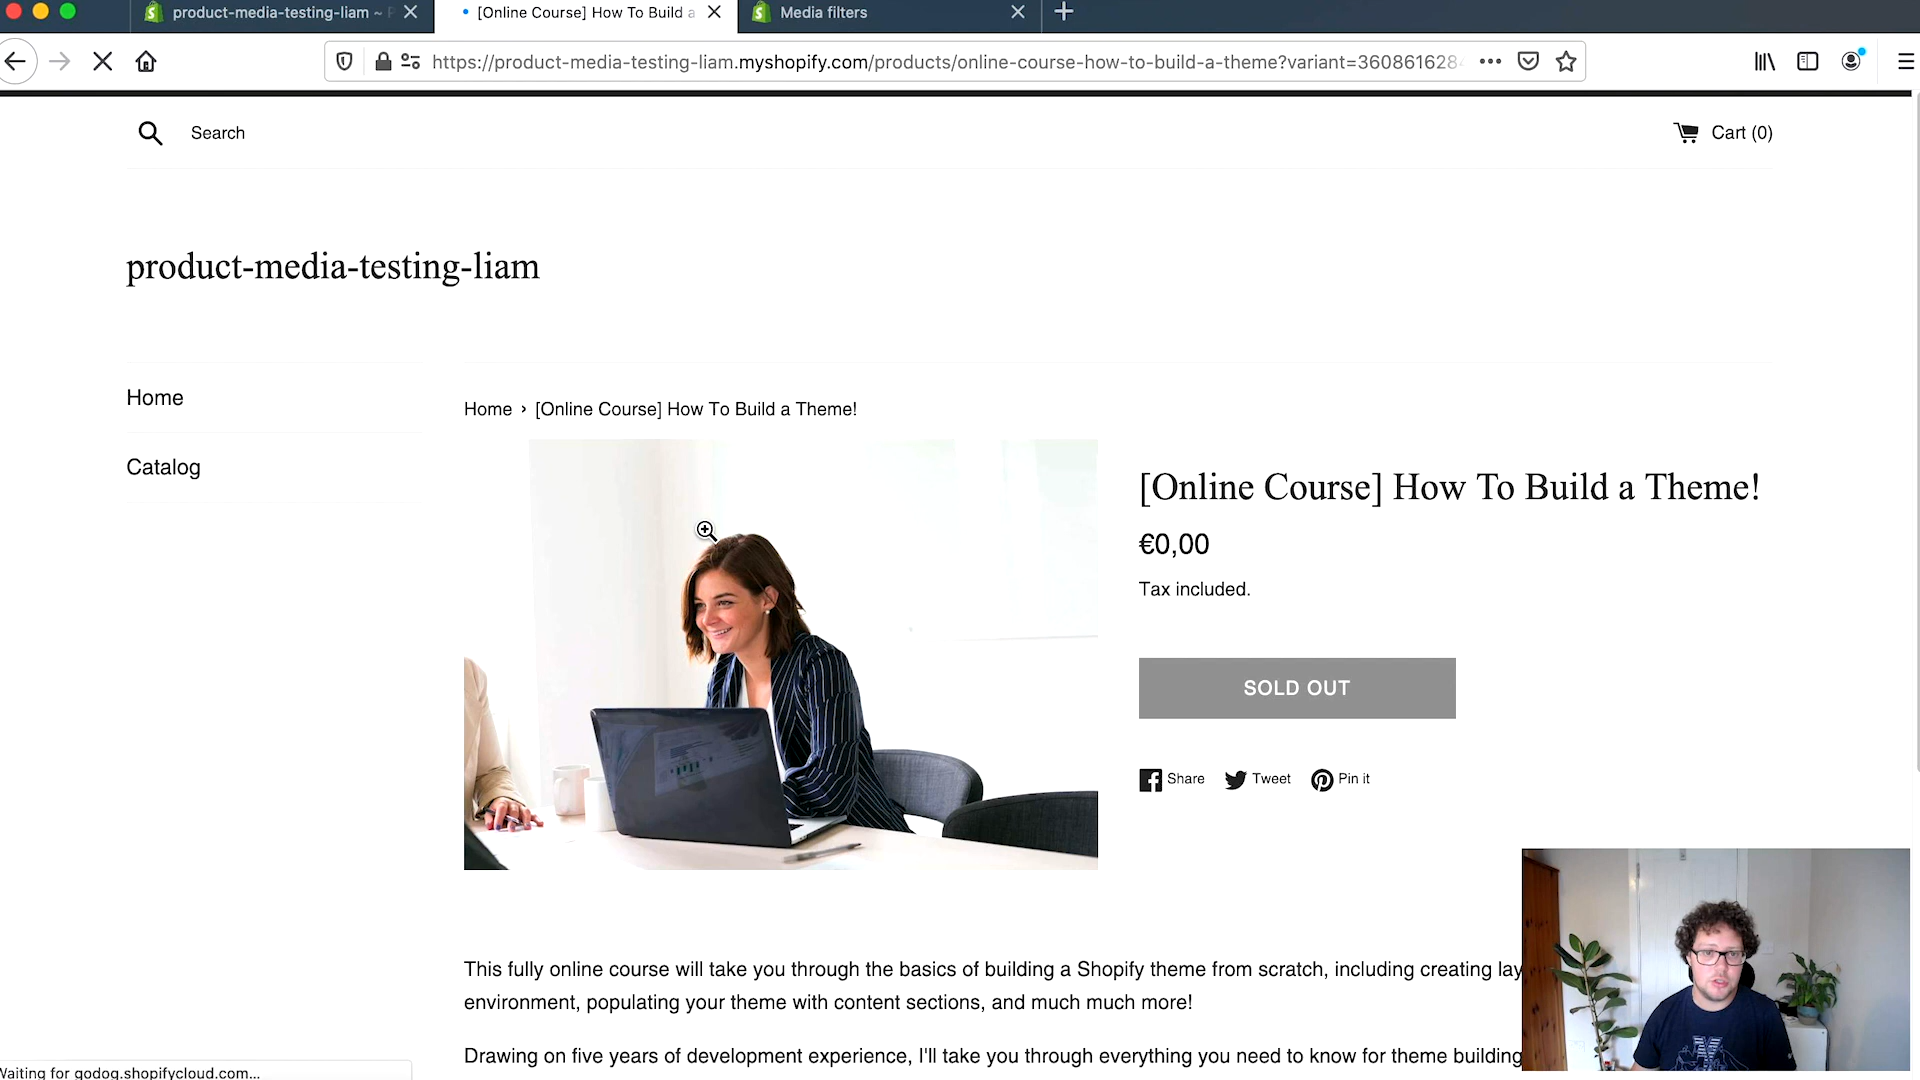 product-media-testing-liam ~ P
[Online Course] How To Build a
Media filters
https://product-media-testing-liam.myshopify.com/products/online-course-how-to-build-a-theme?variant=3608616284
Search
Cart (0)
product-media-testing-liam
Home
Catalog
Home › [Online Course] How To Build a Theme!
[Online Course] How To Build a Theme!
€0,00
Tax included.
SOLD OUT
Share
Tweet
Pin it
This fully online course will take you through the basics of building a Shopify theme from scratch, including creating lay
environment, populating your theme with content sections, and much much more!
Drawing on five years of development experience, I'll take you through everything you need to know for theme building
Waiting for godog.shopifycloud.com...